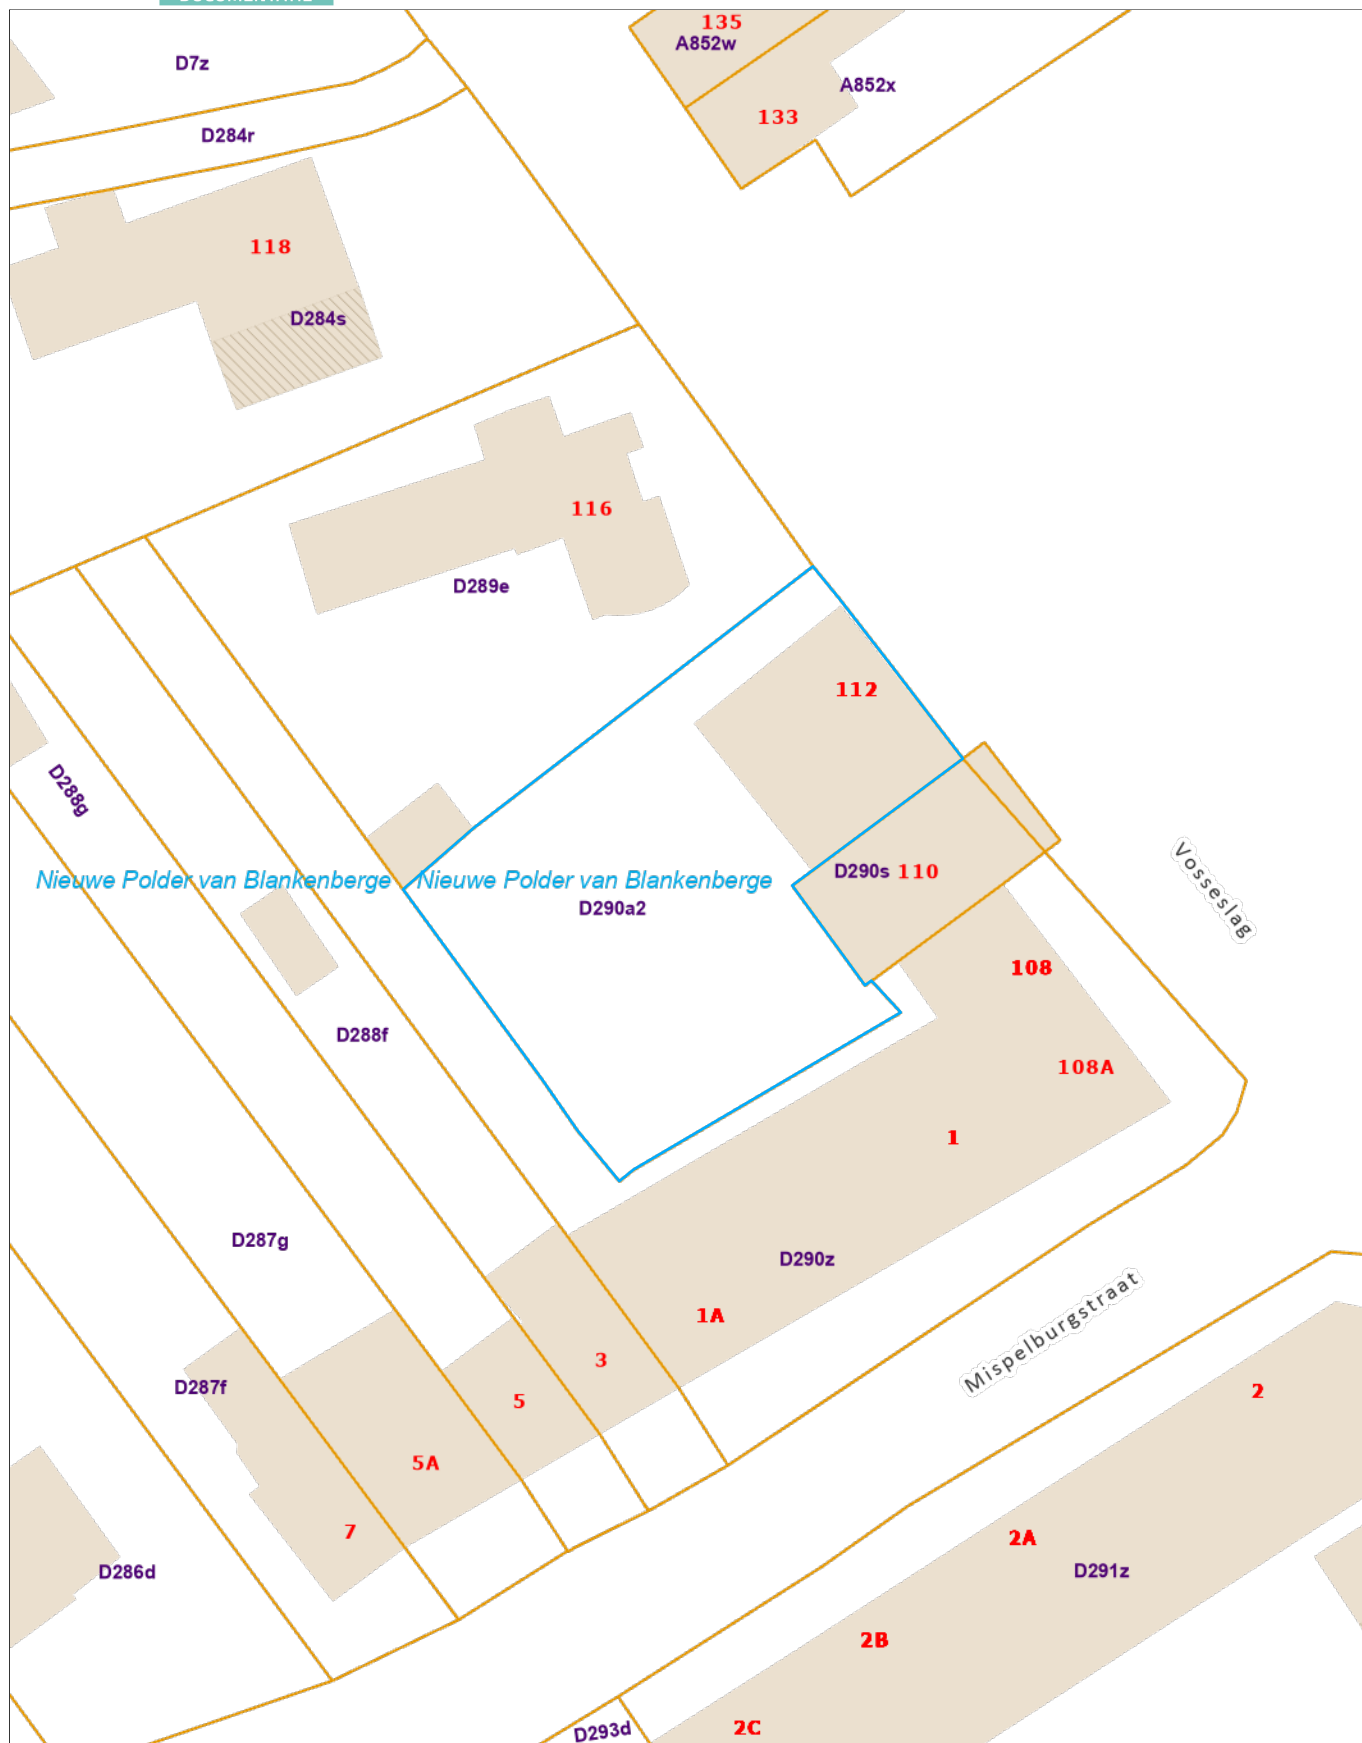 135
A852w
D7z
A852x
133
D284r
118
D284s
116
D289e
112
D288g
Nieuwe Polder van Blankenberge
Nieuwe Polder van Blankenberge
D290s
110
D290a2
Vosseslag
108
D288f
108A
1
D287g
D290z
Mispelburgstraat
1A
3
D287f
5
2
5A
7
2A
D286d
D291z
2B
D293d
2C